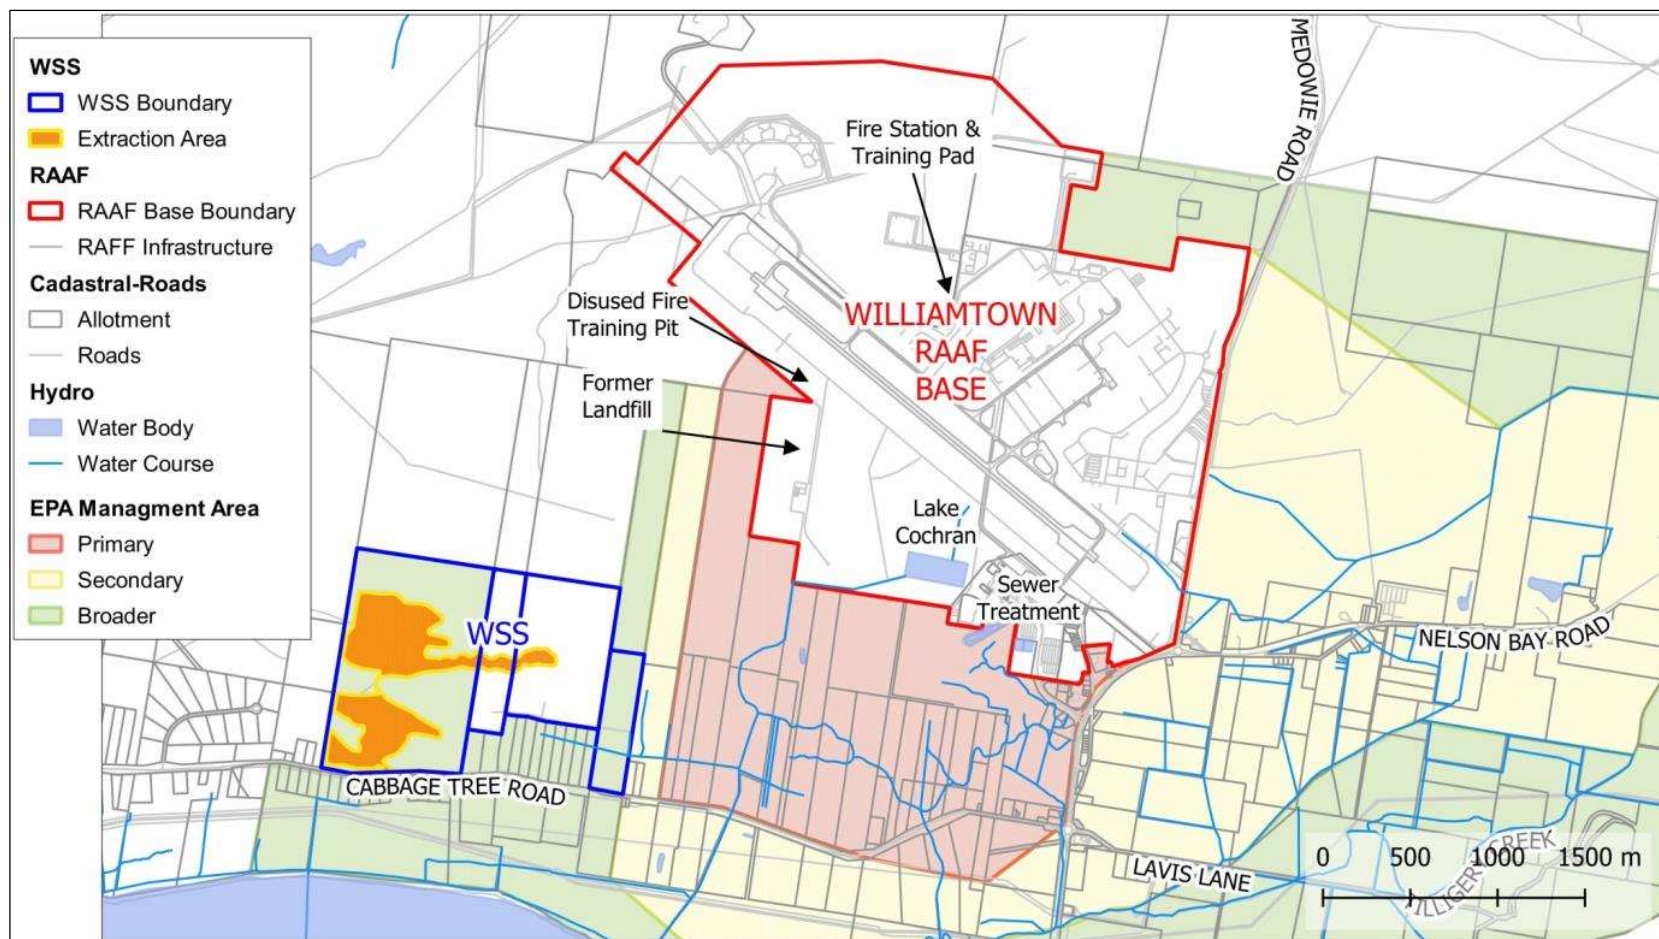 WSS
WSS Boundary
Extraction Area
RAAF
RAAF Base Boundary
RAFF Infrastructure
Cadastral-Roads
Allotment
Roads
Hydro
Water Body
Water Course
EPA Managment Area
Primary
Secondary
Broader
MEDOWIE ROAD
Fire Station &
Training Pad
Disused Fire
Training Pit
WILLIAMTOWN
RAAF
BASE
Former
Landfill
Lake
Cochran
Sewer
Treatment
WSS
NELSON BAY ROAD
CABBAGE TREE ROAD
LAVIS LANE
CREEK
0 500 1000 1500 m